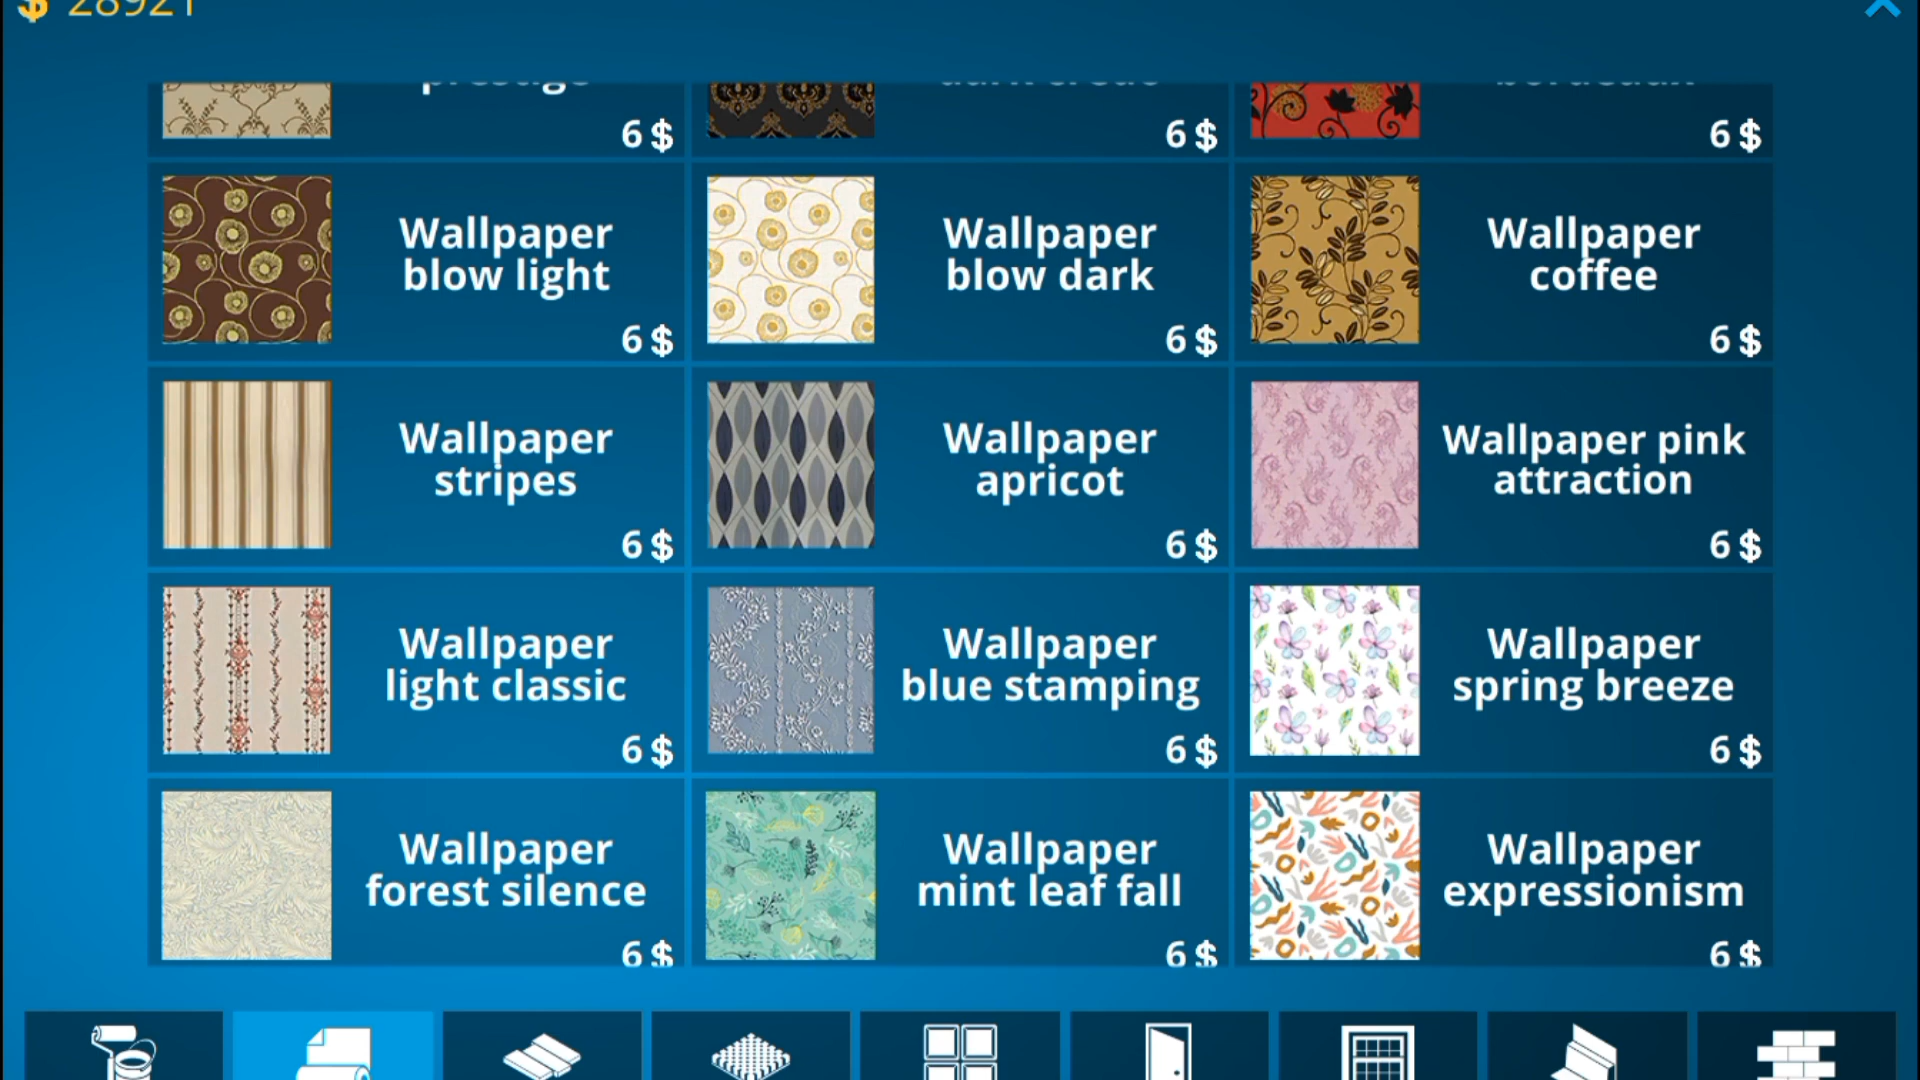 $ 28921
prestige
6 $
6 $
6 $
Wallpaper
blow light
6 $
Wallpaper
blow dark
6 $
Wallpaper
coffee
6 $
Wallpaper
stripes
6 $
Wallpaper
apricot
6 $
Wallpaper pink
attraction
6 $
Wallpaper
light classic
6 $
Wallpaper
blue stamping
6 $
Wallpaper
spring breeze
6 $
Wallpaper
forest silence
6 $
Wallpaper
mint leaf fall
6 $
Wallpaper
expressionism
6 $